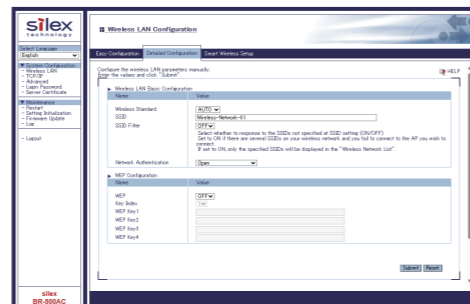 silex
technology
Select Language
English
▼ System Configuration
- Wireless LAN
- TCP/IP
- Advanced
- Login Password
- Server Certificate
▼ Maintenance
- Restart
- Setting Initialization
- Firmware Update
- Log
- Logout
silex
BR-500AC
Wireless LAN Configuration
Easy Configuration Detailed Configuration Smart Wireless Setup
HELP
Configure the wireless LAN parameters manually.
Enter the values and click "Submit".
Wireless LAN Basic Configuration
Name Value
Wireless Standard AUTO
SSID Wireless-Network-01
SSID Filter OFF
Select whether to response to the SSIDs not specified at SSID setting (ON/OFF).
Set to ON if there are several SSIDs on your wireless network and you fail to connect to the AP you wish to
connect.
If set to ON, only the specified SSIDs will be displayed in the "Wireless Network List".
Network Authentication Open
WEP Configuration
Name Value
WEP OFF
Key Index
WEP Key1
WEP Key2
WEP Key3
WEP Key4
Submit Reset